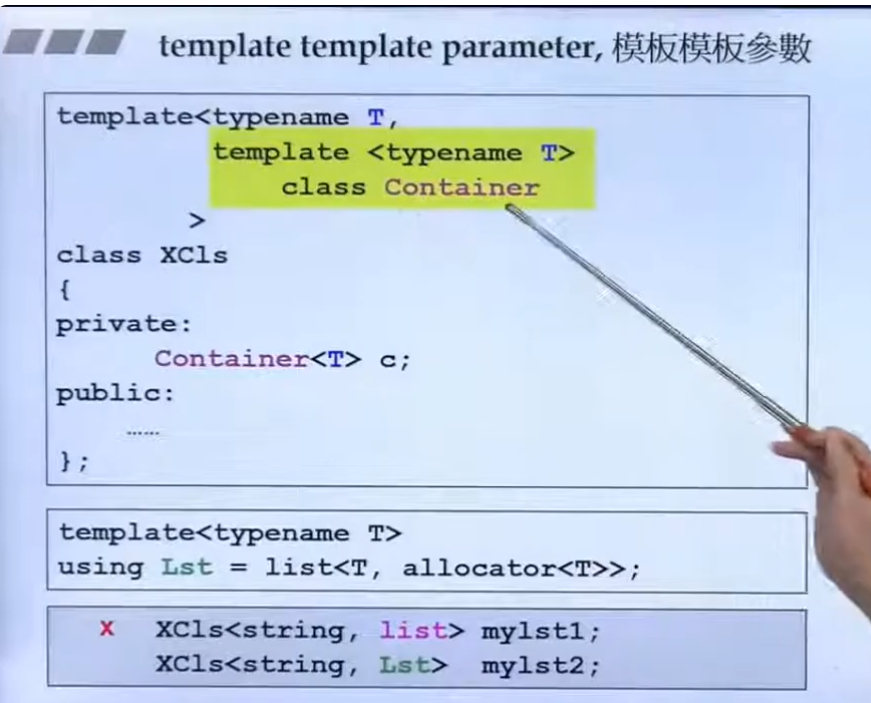 template template parameter, 模板模板參數
template<typename T,
template <typename T>
class Container
>
class XCls
{
private:
Container<T> c;
public:
......
};
template<typename T>
using Lst = list<T, allocator<T>>;
x XCls<string, list> mylst1;
XCls<string, Lst> mylst2;